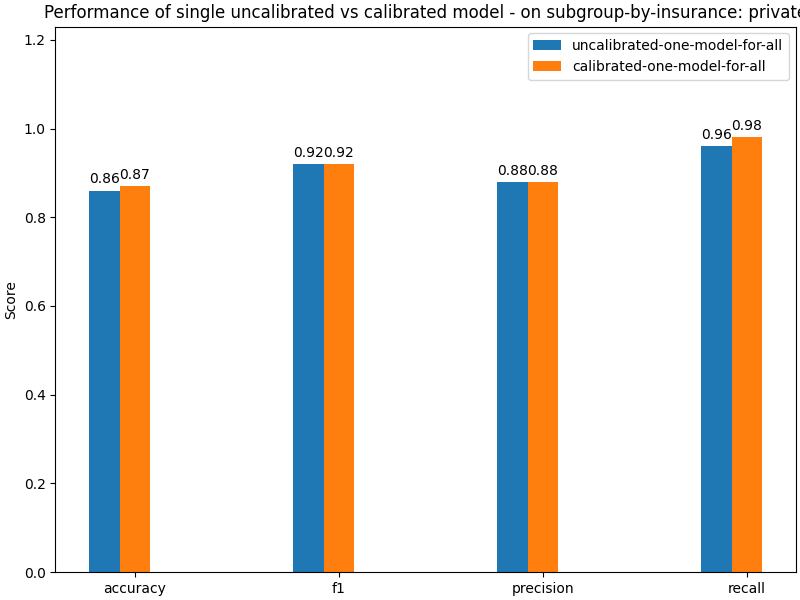 Performance of single uncalibrated vs calibrated model - on subgroup-by-insurance: private
1.2
1.0
0.8
0.6
0.4
0.2
0.0
Score
uncalibrated-one-model-for-all
calibrated-one-model-for-all
0.86 0.87
0.92 0.92
0.88 0.88
0.96 0.98
accuracy f1 precision recall